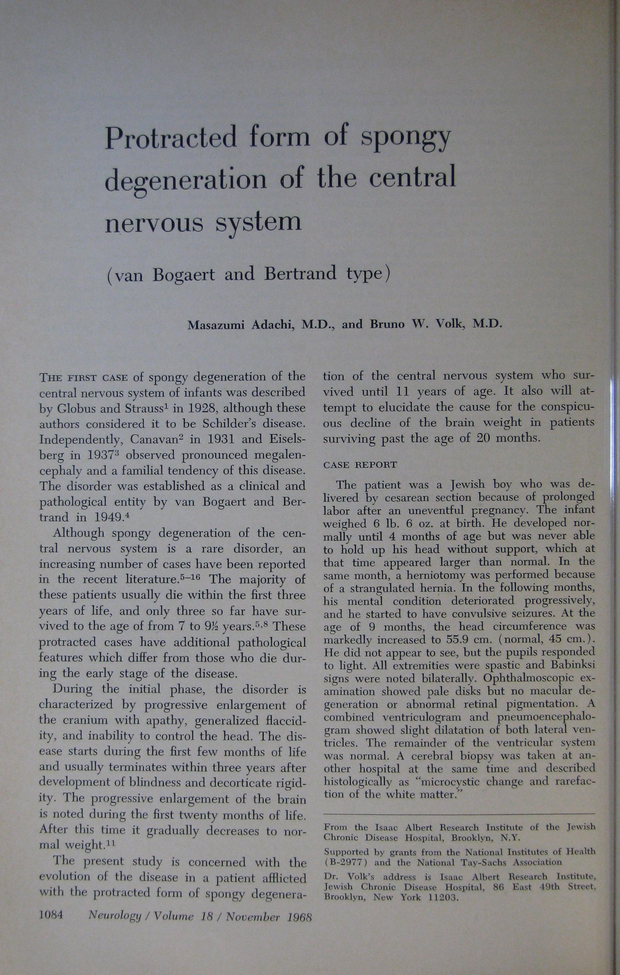 Protracted form of spongy
degeneration of the central
nervous system
(van Bogaert and Bertrand type)
Masazumi Adachi, M.D., and Bruno W. Volk, M.D.
THE FIRST CASE of spongy degeneration of the
central nervous system of infants was described
by Globus and Strauss¹ in 1928, although these
authors considered it to be Schilder's disease.
Independently, Canavan² in 1931 and Eisels-
berg in 1937³ observed pronounced megalen-
cephaly and a familial tendency of this disease.
The disorder was established as a clinical and
pathological entity by van Bogaert and Ber-
trand in 1949.⁴
Although spongy degeneration of the cen-
tral nervous system is a rare disorder, an
increasing number of cases have been reported
in the recent literature.⁵⁻¹⁶ The majority of
these patients usually die within the first three
years of life, and only three so far have sur-
vived to the age of from 7 to 9½ years.⁵,⁸ These
protracted cases have additional pathological
features which differ from those who die dur-
ing the early stage of the disease.
During the initial phase, the disorder is
characterized by progressive enlargement of
the cranium with apathy, generalized flaccid-
ity, and inability to control the head. The dis-
ease starts during the first few months of life
and usually terminates within three years after
development of blindness and decorticate rigid-
ity. The progressive enlargement of the brain
is noted during the first twenty months of life.
After this time it gradually decreases to nor-
mal weight.¹¹
The present study is concerned with the
evolution of the disease in a patient afflicted
with the protracted form of spongy degenera-
tion of the central nervous system who sur-
vived until 11 years of age. It also will at-
tempt to elucidate the cause for the conspicu-
ous decline of the brain weight in patients
surviving past the age of 20 months.
CASE REPORT
The patient was a Jewish boy who was de-
livered by cesarean section because of prolonged
labor after an uneventful pregnancy. The infant
weighed 6 lb. 6 oz. at birth. He developed nor-
mally until 4 months of age but was never able
to hold up his head without support, which at
that time appeared larger than normal. In the
same month, a herniotomy was performed because
of a strangulated hernia. In the following months,
his mental condition deteriorated progressively,
and he started to have convulsive seizures. At the
age of 9 months, the head circumference was
markedly increased to 55.9 cm. (normal, 45 cm.).
He did not appear to see, but the pupils responded
to light. All extremities were spastic and Babinksi
signs were noted bilaterally. Ophthalmoscopic ex-
amination showed pale disks but no macular de-
generation or abnormal retinal pigmentation. A
combined ventriculogram and pneumoencephalo-
gram showed slight dilatation of both lateral ven-
tricles. The remainder of the ventricular system
was normal. A cerebral biopsy was taken at an-
other hospital at the same time and described
histologically as "microcystic change and rarefac-
tion of the white matter."
From the Isaac Albert Research Institute of the Jewish
Chronic Disease Hospital, Brooklyn, N.Y.
Supported by grants from the National Institutes of Health
(B-2977) and the National Tay-Sachs Association
Dr. Volk's address is Isaac Albert Research Institute,
Jewish Chronic Disease Hospital, 86 East 49th Street,
Brooklyn, New York 11203.
1084 Neurology / Volume 18 / November 1968